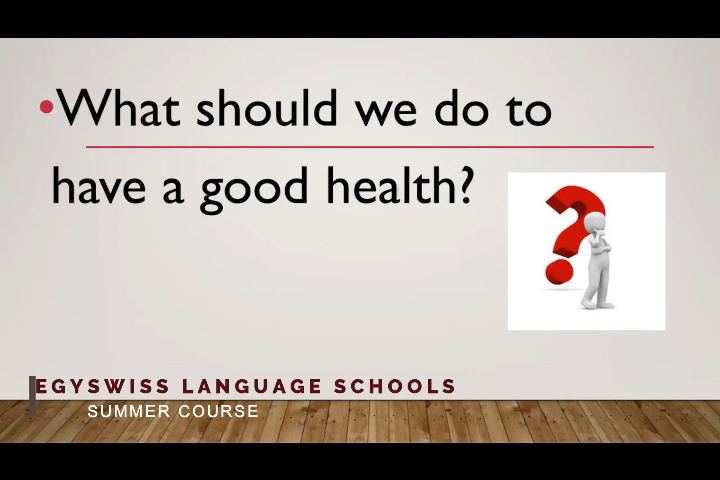 •What should we do to
have a good health?
EGYSWISS LANGUAGE SCHOOLS
SUMMER COURSE